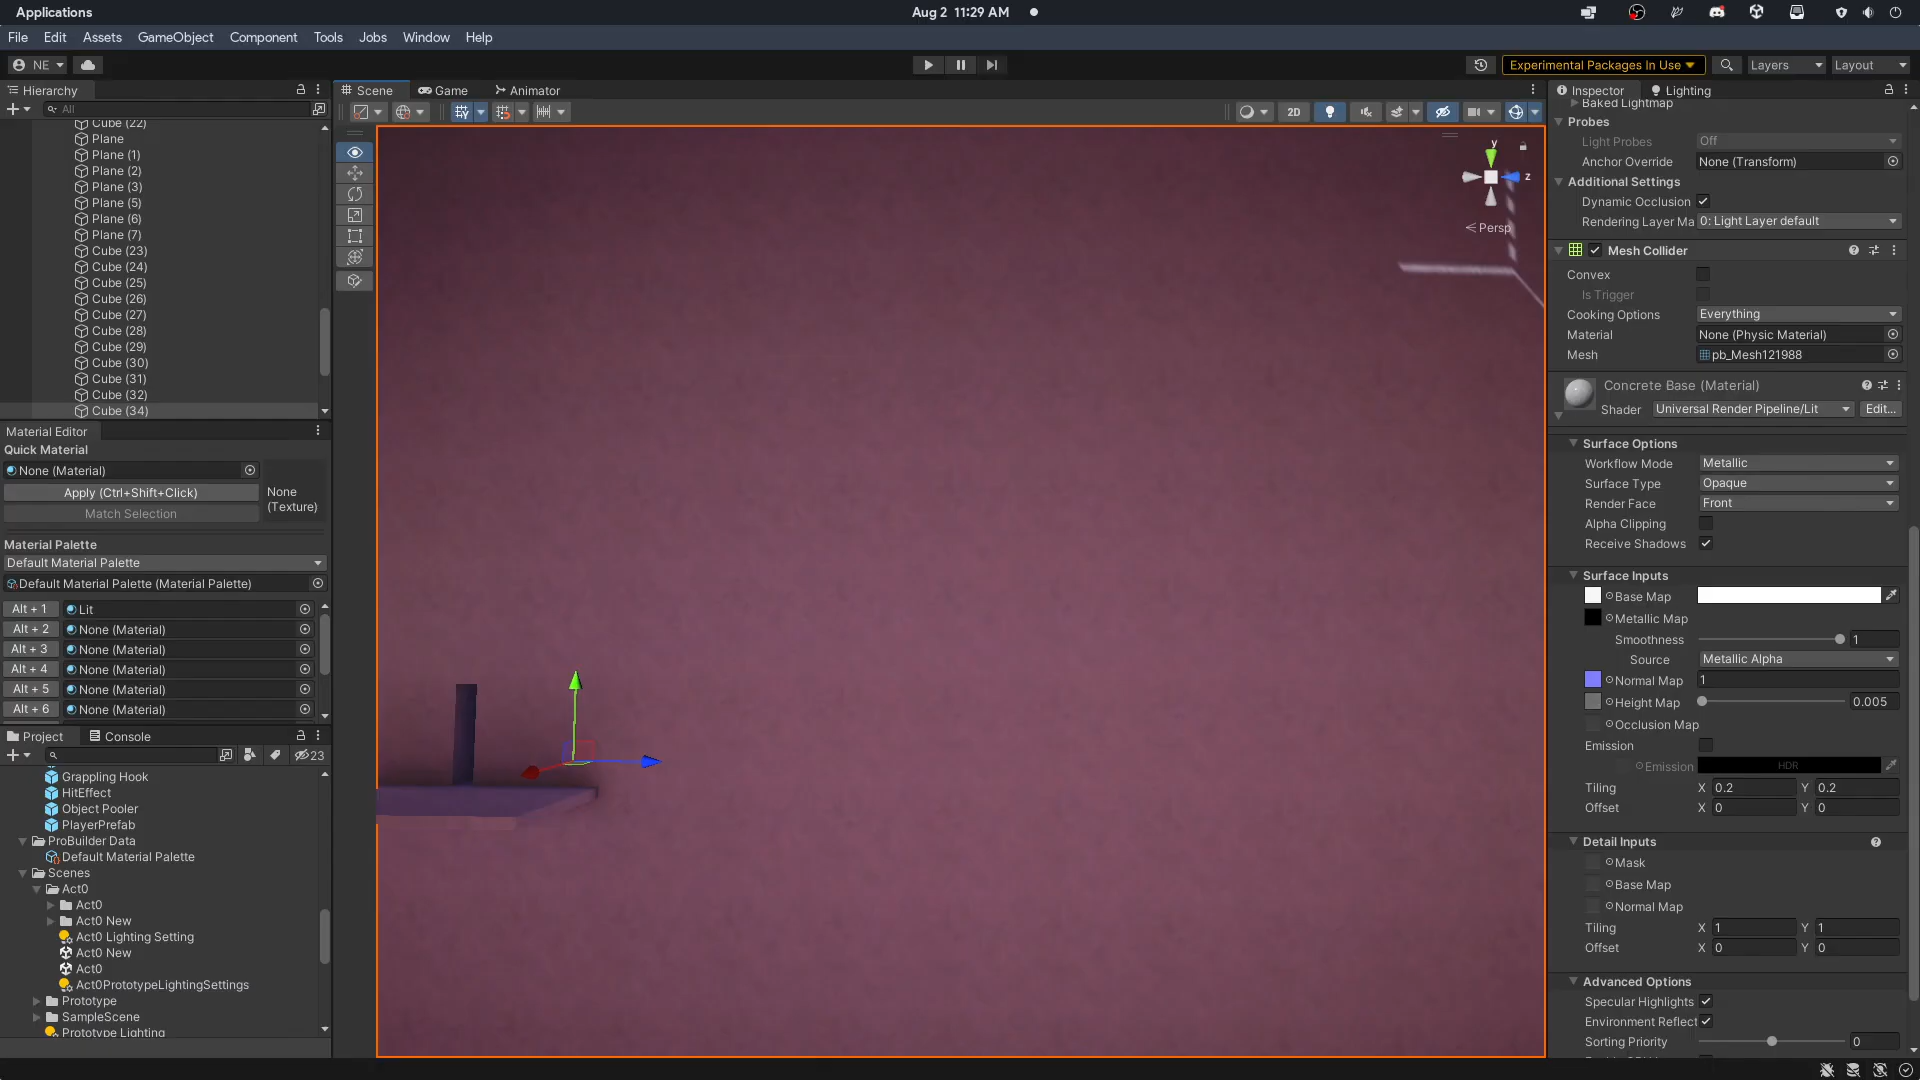 Applications
Aug 2 11:29 AM
File Edit Assets GameObject Component Tools Jobs Window Help
NE
Experimental Packages In Use
Layers
Layout
Hierarchy
All
Cube (22)
Plane
Plane (1)
Plane (2)
Plane (3)
Plane (5)
Plane (6)
Plane (7)
Cube (23)
Cube (24)
Cube (25)
Cube (26)
Cube (27)
Cube (28)
Cube (29)
Cube (30)
Cube (31)
Cube (32)
Cube (34)
Material Editor
Quick Material
None (Material)
Apply (Ctrl+Shift+Click)
Match Selection
None
(Texture)
Material Palette
Default Material Palette
Default Material Palette (Material Palette)
Alt + 1 Lit
Alt + 2 None (Material)
Alt + 3 None (Material)
Alt + 4 None (Material)
Alt + 5 None (Material)
Alt + 6 None (Material)
Project Console
23
Grappling Hook
HitEffect
Object Pooler
PlayerPrefab
ProBuilder Data
Default Material Palette
Scenes
Act0
Act0
Act0 New
Act0 Lighting Setting
Act0 New
Act0
Act0PrototypeLightingSettings
Prototype
SampleScene
Prototype Lighting
Scene Game Animator
2D
y
z
Persp
Inspector Lighting
Baked Lightmap
Probes
Light Probes Off
Anchor Override None (Transform)
Additional Settings
Dynamic Occlusion
Rendering Layer Ma 0: Light Layer default
Mesh Collider
Convex
Is Trigger
Cooking Options Everything
Material None (Physic Material)
Mesh pb_Mesh121988
Concrete Base (Material)
Shader Universal Render Pipeline/Lit Edit...
Surface Options
Workflow Mode Metallic
Surface Type Opaque
Render Face Front
Alpha Clipping
Receive Shadows
Surface Inputs
Base Map
Metallic Map
Smoothness 1
Source Metallic Alpha
Normal Map 1
Height Map 0.005
Occlusion Map
Emission
Emission HDR
Tiling X 0.2 Y 0.2
Offset X 0 Y 0
Detail Inputs
Mask
Base Map
Normal Map
Tiling X 1 Y 1
Offset X 0 Y 0
Advanced Options
Specular Highlights
Environment Reflect
Sorting Priority 0